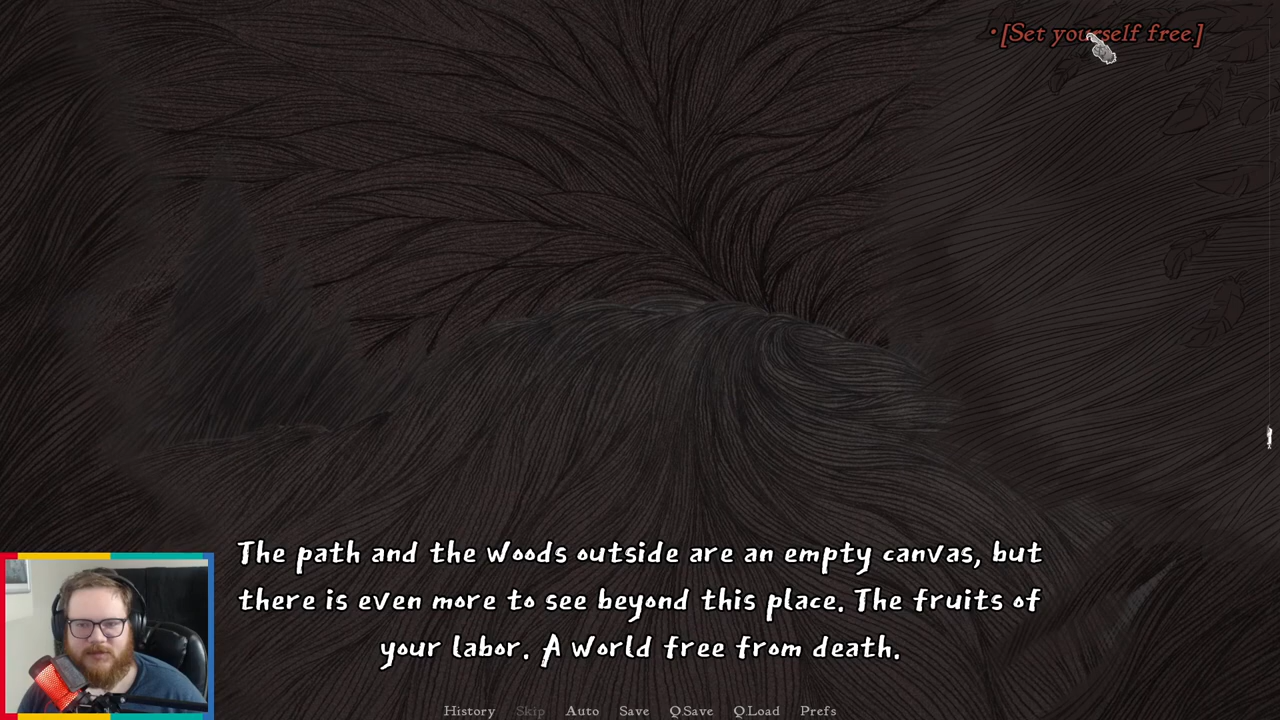 • [Set yourself free.]
The path and the woods outside are an empty canvas, but
there is even more to see beyond this place. The fruits of
your labor. A world free from death.
History Skip Auto Save Q.Save Q.Load Prefs